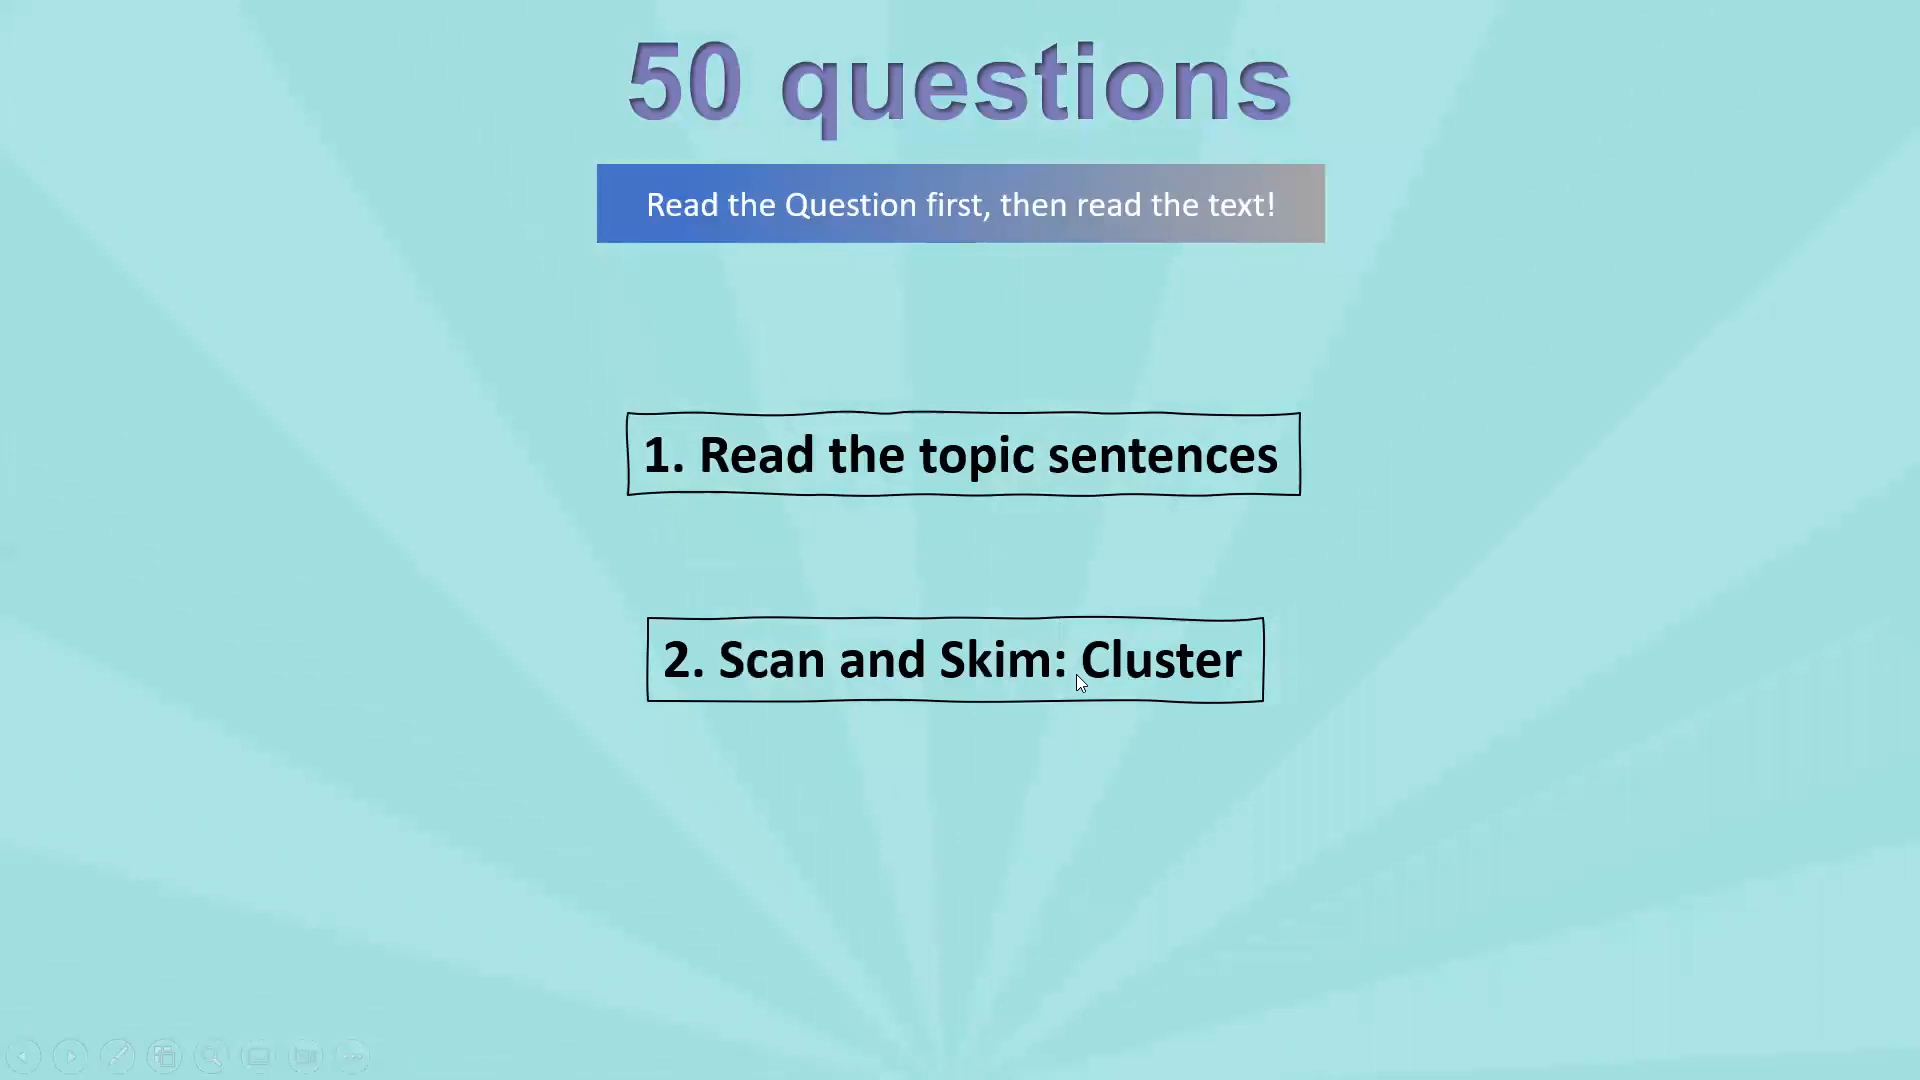 50 questions
Read the Question first, then read the text!
1. Read the topic sentences
2. Scan and Skim: Cluster